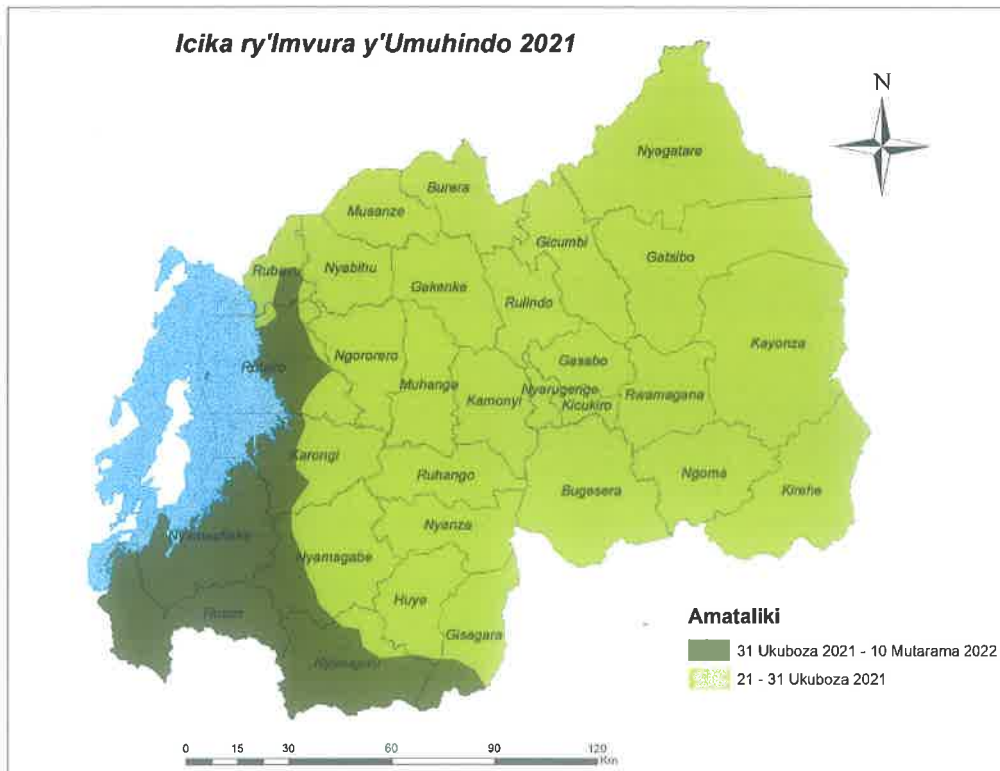 Icika ry'Imvura y'Umuhindo 2021
N
Nyagatare
Burera
Musanze
Gicumbi
Gatsibo
Rubavu
Nyabihu
Gakenke
Rulindo
Kayonza
Rutsiro
Ngororero
Gasabo
Muhanga
Nyarugenge
Rwamagana
Kamonyi
Kicukiro
Karongi
Ruhango
Ngoma
Bugesera
Kirehe
Nyanza
Nyamasheke
Nyamagabe
Huye
Rusizi
Gisagara
Nyaruguru
Amataliki
31 Ukuboza 2021 - 10 Mutarama 2022
21 - 31 Ukuboza 2021
0 15 30 60 90 120
Km